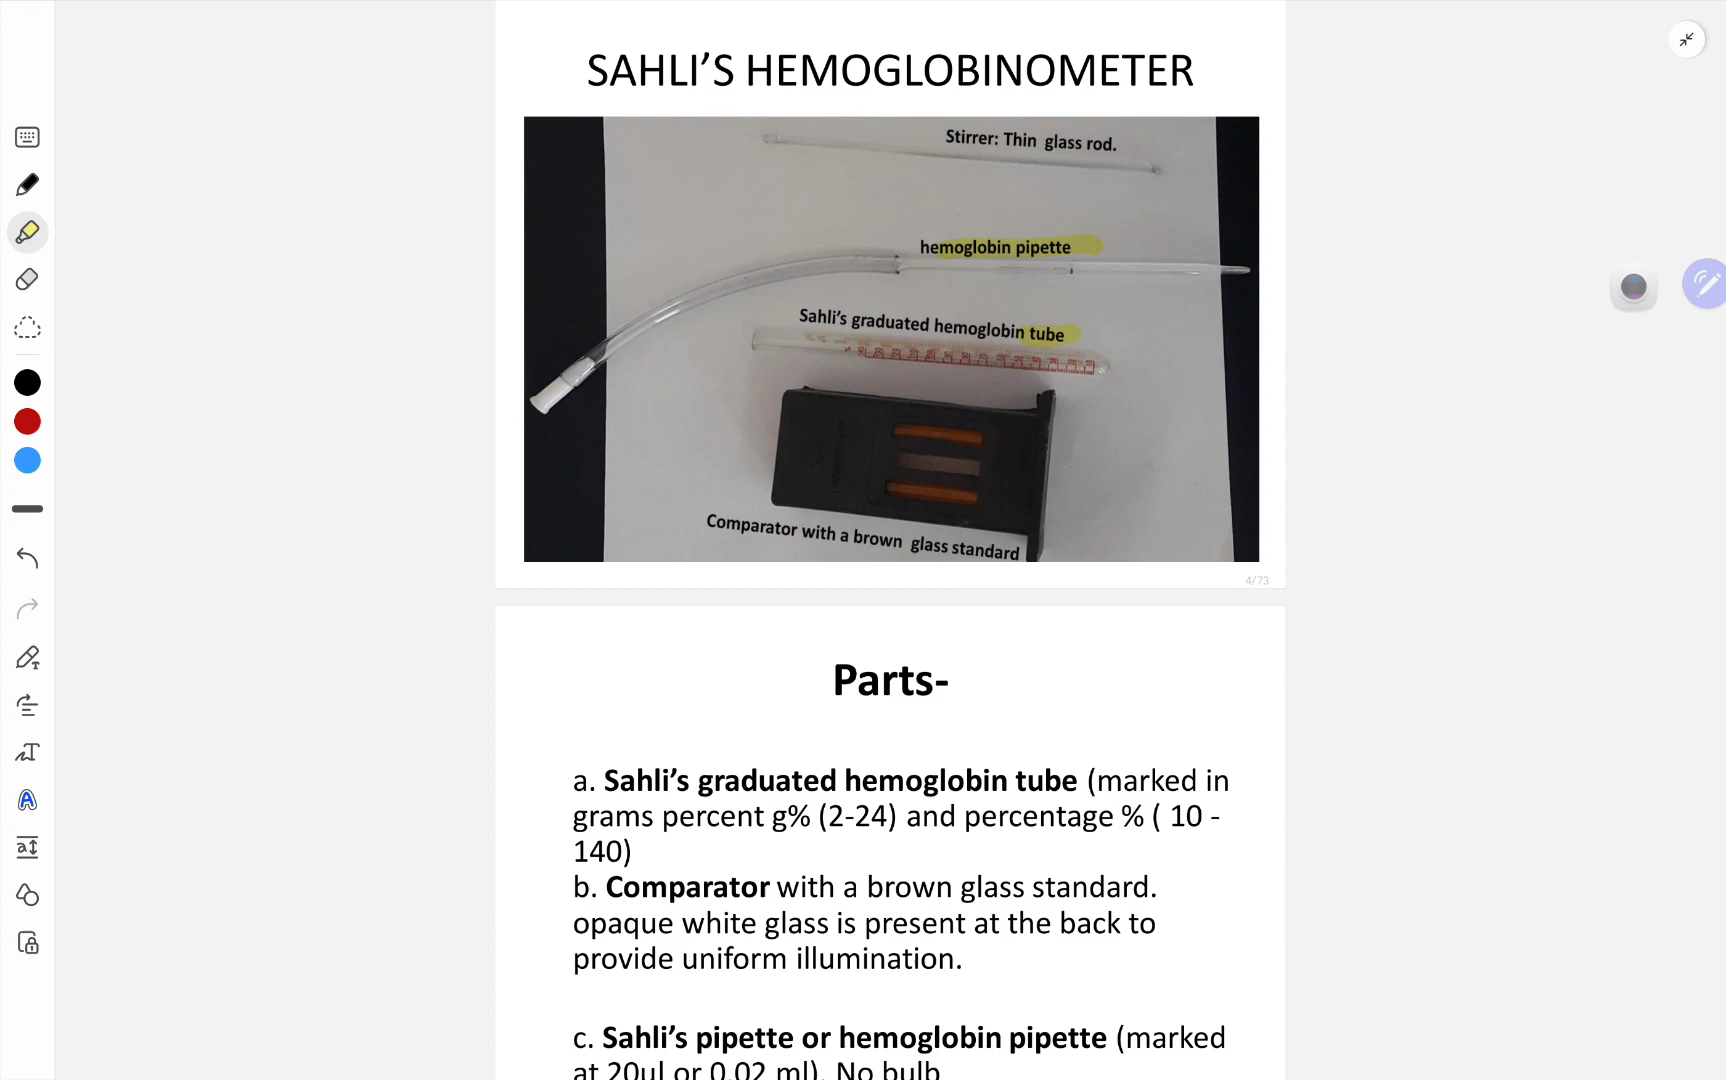 SAHLI’S HEMOGLOBINOMETER
Stirrer: Thin glass rod.
hemoglobin pipette
Sahli’s graduated hemoglobin tube
Comparator with a brown glass standard
4/73
Parts-
a. Sahli’s graduated hemoglobin tube (marked in
grams percent g% (2-24) and percentage % ( 10 -
140)
b. Comparator with a brown glass standard.
opaque white glass is present at the back to
provide uniform illumination.
c. Sahli’s pipette or hemoglobin pipette (marked
at 20ul or 0.02 ml). No bulb